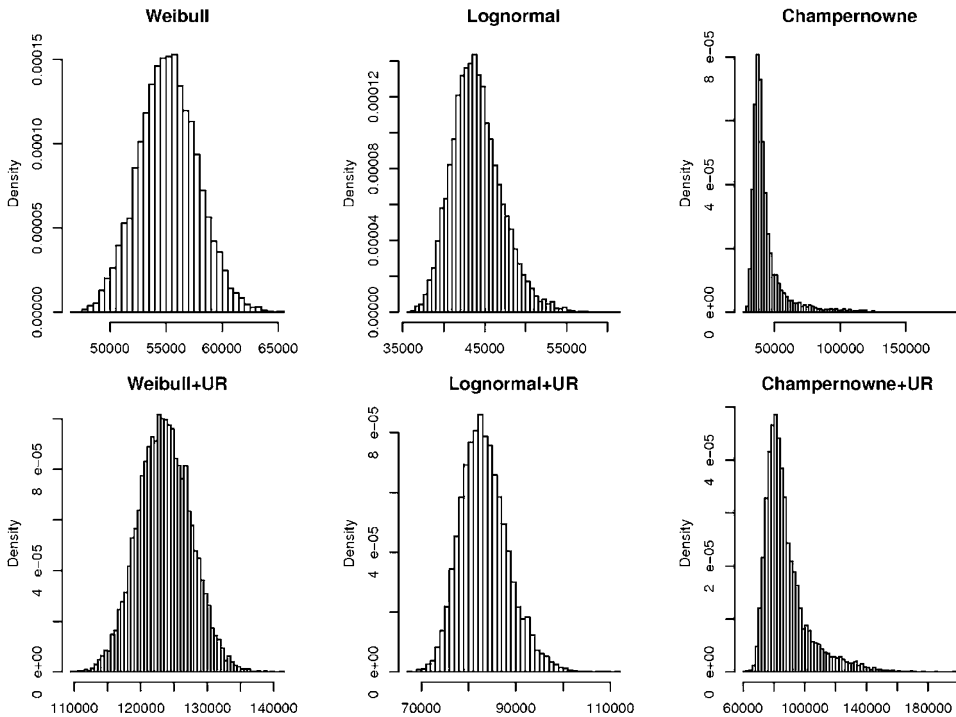 Weibull
Density
0.00000
0.00005
0.00010
0.00015
50000 55000 60000 65000
Lognormal
Density
0.00000
0.00004
0.00008
0.00012
35000 45000 55000
Champernowne
Density
0 e+00
4 e-05
8 e-05
50000 100000 150000
Weibull+UR
Density
0 e+00
4 e-05
8 e-05
110000 120000 130000 140000
Lognormal+UR
Density
0 e+00
4 e-05
8 e-05
70000 90000 110000
Champernowne+UR
Density
0 e+00
2 e-05
4 e-05
60000 100000 140000 180000